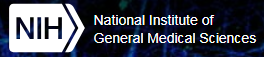 NIH
National Institute of
General Medical Sciences